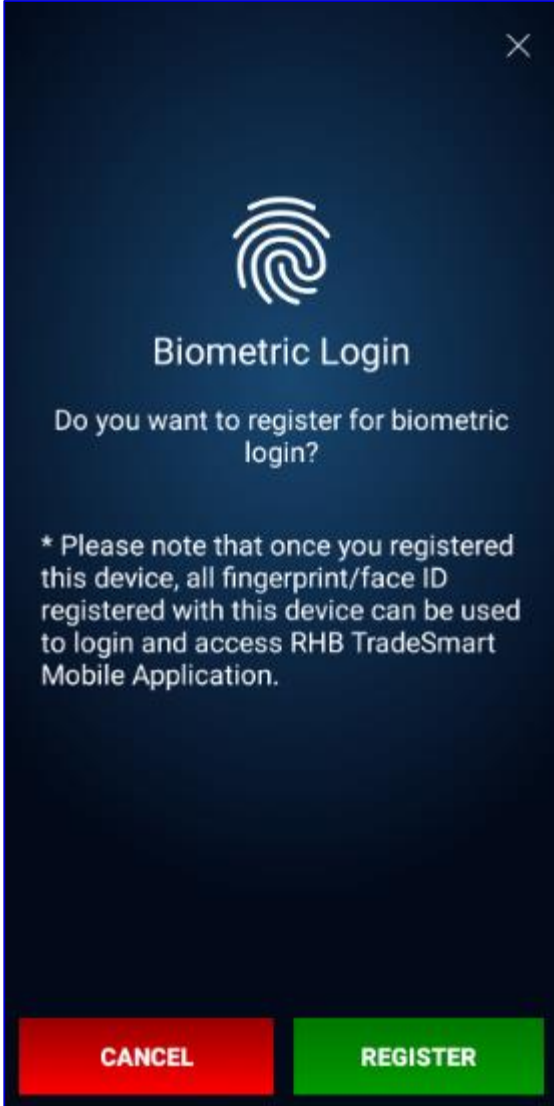 Biometric Login
Do you want to register for biometric
login?
* Please note that once you registered
this device, all fingerprint/face ID
registered with this device can be used
to login and access RHB TradeSmart
Mobile Application.
CANCEL
REGISTER